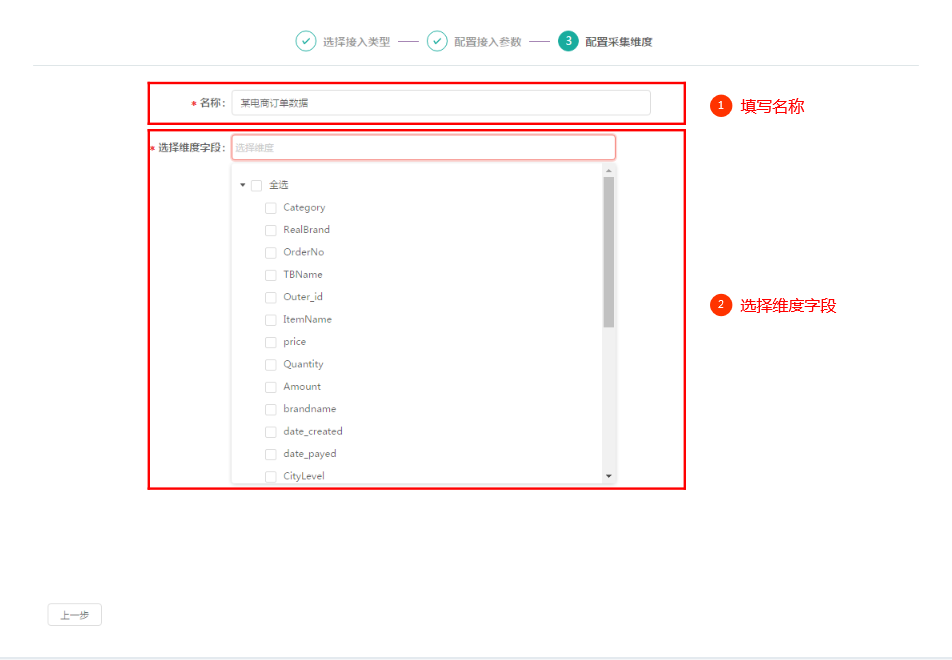 选择接入类型 配置接入参数 3 配置采集维度
* 名称: 某电商订单数据
1 填写名称
* 选择维度字段: 选择维度
全选
Category
RealBrand
OrderNo
TBName
Outer_id
ItemName
price
Quantity
Amount
brandname
date_created
date_payed
CityLevel
2 选择维度字段
上一步